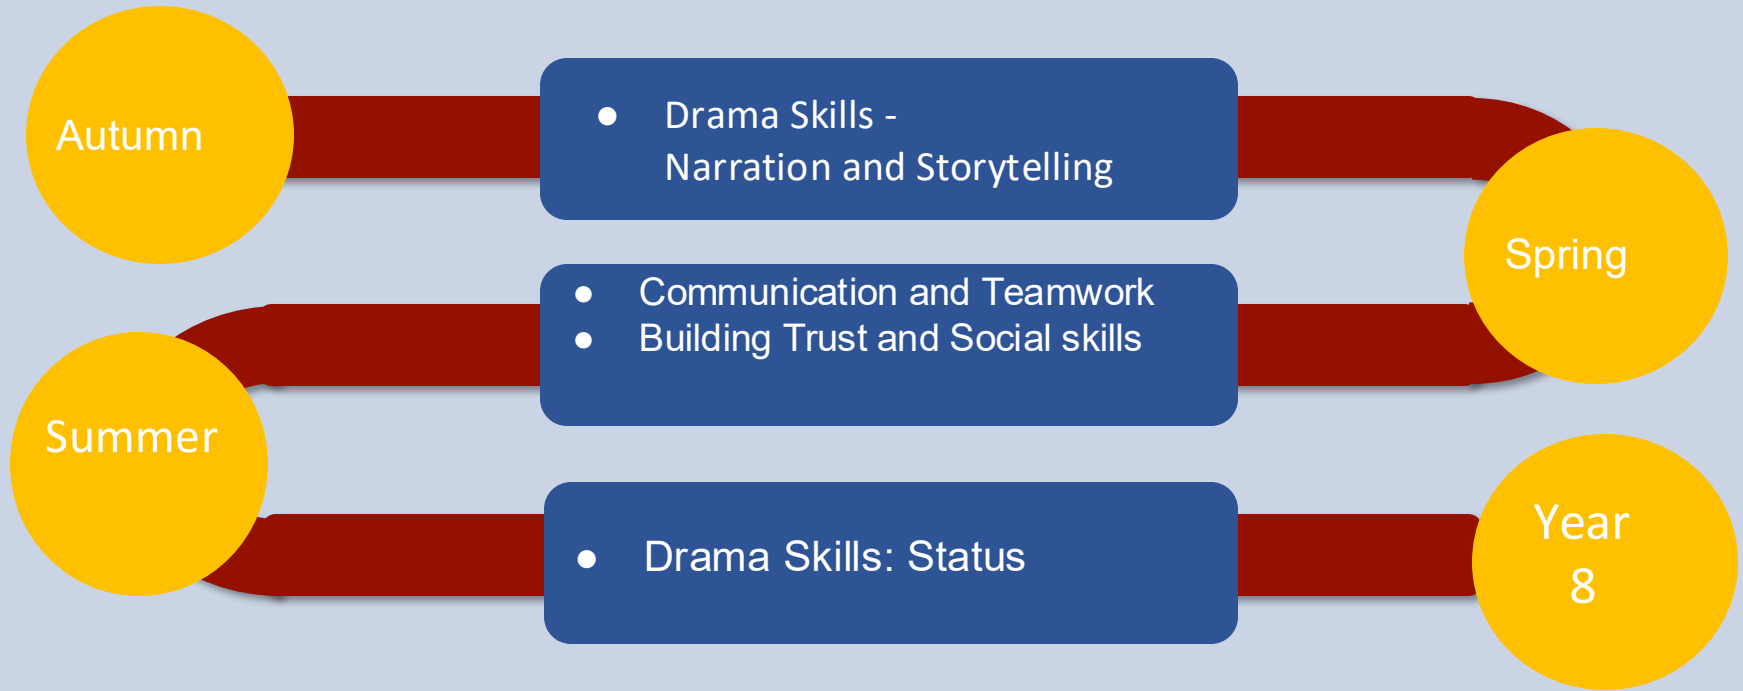 Autumn
● Drama Skills -
Narration and Storytelling
Spring
● Communication and Teamwork
● Building Trust and Social skills
Summer
● Drama Skills: Status
Year
8